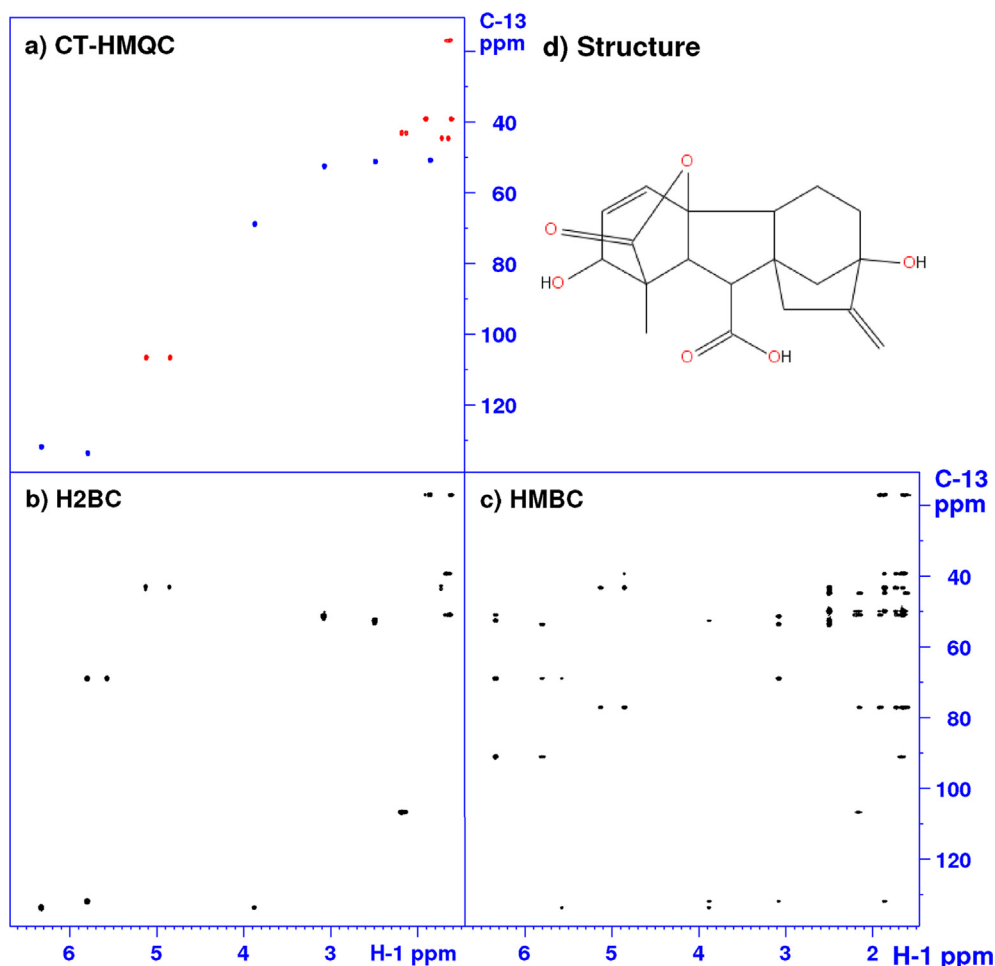 a) CT-HMQC
C-13
ppm
40
60
80
100
120
d) Structure
O
O
HO
OH
O
OH
b) H2BC
6
5
4
3
H-1 ppm
c) HMBC
C-13
ppm
40
60
80
100
120
6
5
4
3
2
H-1 ppm